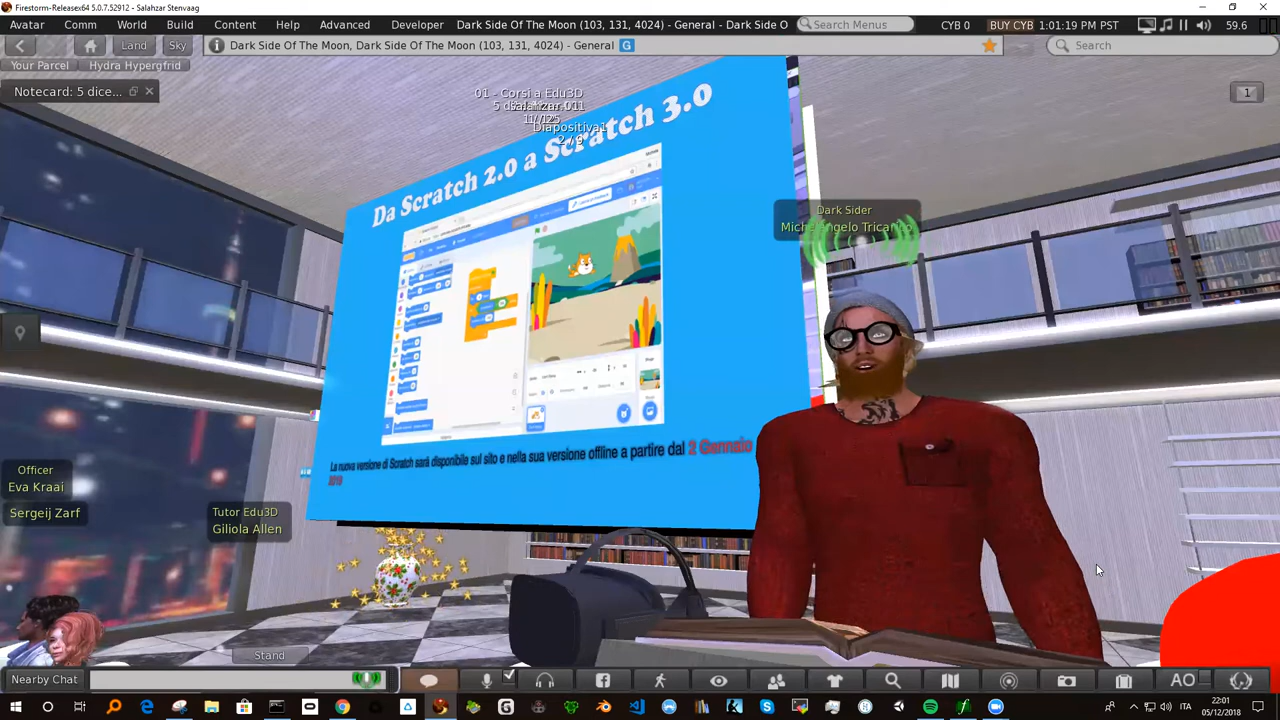 Firestorm-Releasex64 5.0.7.52912 - Salahzar Stenvaag
Avatar Comm World Build Content Help Firestorm Advanced Developer Dark Side Of The Moon (103, 131, 4024) - General - Dark Side O Search Menus CYB 0 BUY CYB 1:01:19 PM PST 59.6
Land Sky Dark Side Of The Moon, Dark Side Of The Moon (103, 131, 4024) - General G Search
Your Parcel Hydra Hypergrid
Notecard: 5 dice... 1
01 - Corsi a Edu3D
Diapositiva1
2 / 9
Da Scratch 2.0 a Scratch 3.0
Dark Sider
Michelangelo Tricarico
La nuova versione di Scratch sarà disponibile sul sito e nella sua versione offline a partire dal 2 Gennaio
2019
Officer
Eva Kraai
Sergeij Zarf
Tutor Edu3D
Giliola Allen
Stand
Nearby Chat AO
ITA 22:01
05/12/2018